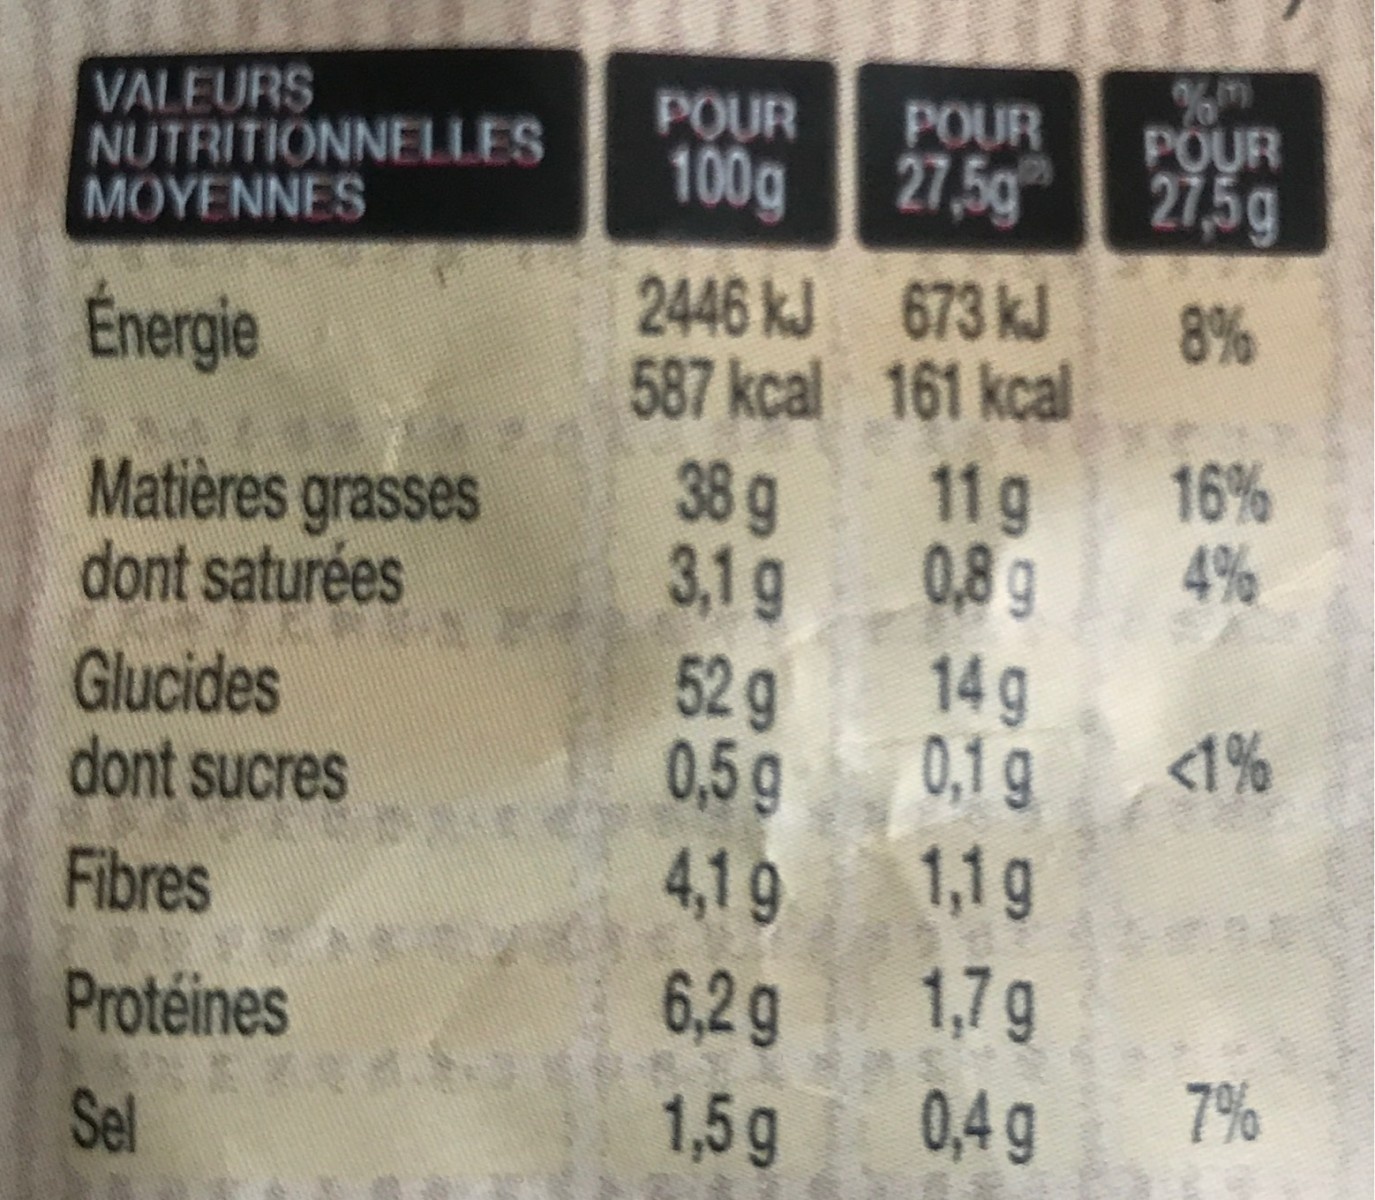 VALEURS NUTRITIONNELLES MOYENNES POUR 100g POUR 27,5g(2) %(1) POUR 27,5g
Énergie 2446 kJ 673 kJ 8%
587 kcal 161 kcal
Matières grasses 38 g 11 g 16%
dont saturées 3,1 g 0,8 g 4%
Glucides 52 g 14 g
dont sucres 0,5 g 0,1 g <1%
Fibres 4,1 g 1,1 g
Protéines 6,2 g 1,7 g
Sel 1,5 g 0,4 g 7%